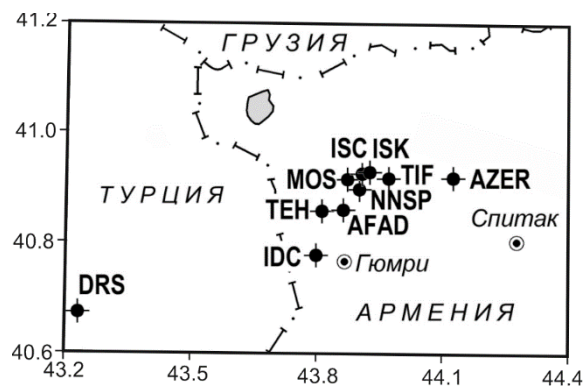 41.2
ГРУЗИЯ
41.0
ISC ISK
MOS TIF AZER
NNSP
ТУРЦИЯ
TEH AFAD
Спитак
40.8
IDC Гюмри
DRS
АРМЕНИЯ
40.6
43.2 43.5 43.8 44.1 44.4